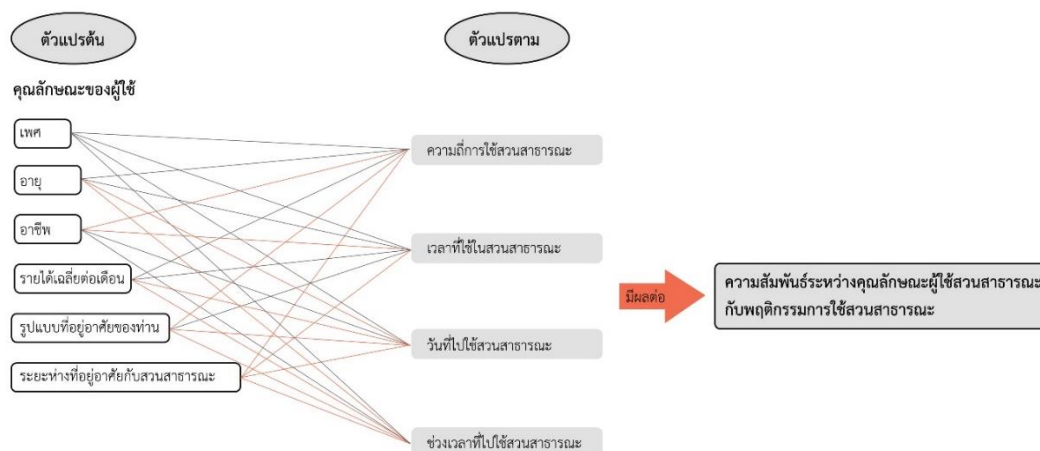 ตัวแปรต้น
ตัวแปรตาม
คุณลักษณะของผู้ใช้
เพศ
อายุ
อาชีพ
รายได้เฉลี่ยต่อเดือน
รูปแบบที่อยู่อาศัยของท่าน
ระยะห่างที่อยู่อาศัยกับสวนสาธารณะ
ความถี่การใช้สวนสาธารณะ
เวลาที่ใช้ในสวนสาธารณะ
วันที่ไปใช้สวนสาธารณะ
ช่วงเวลาที่ไปใช้สวนสาธารณะ
มีผลต่อ
ความสัมพันธ์ระหว่างคุณลักษณะผู้ใช้สวนสาธารณะ
กับพฤติกรรมการใช้สวนสาธารณะ